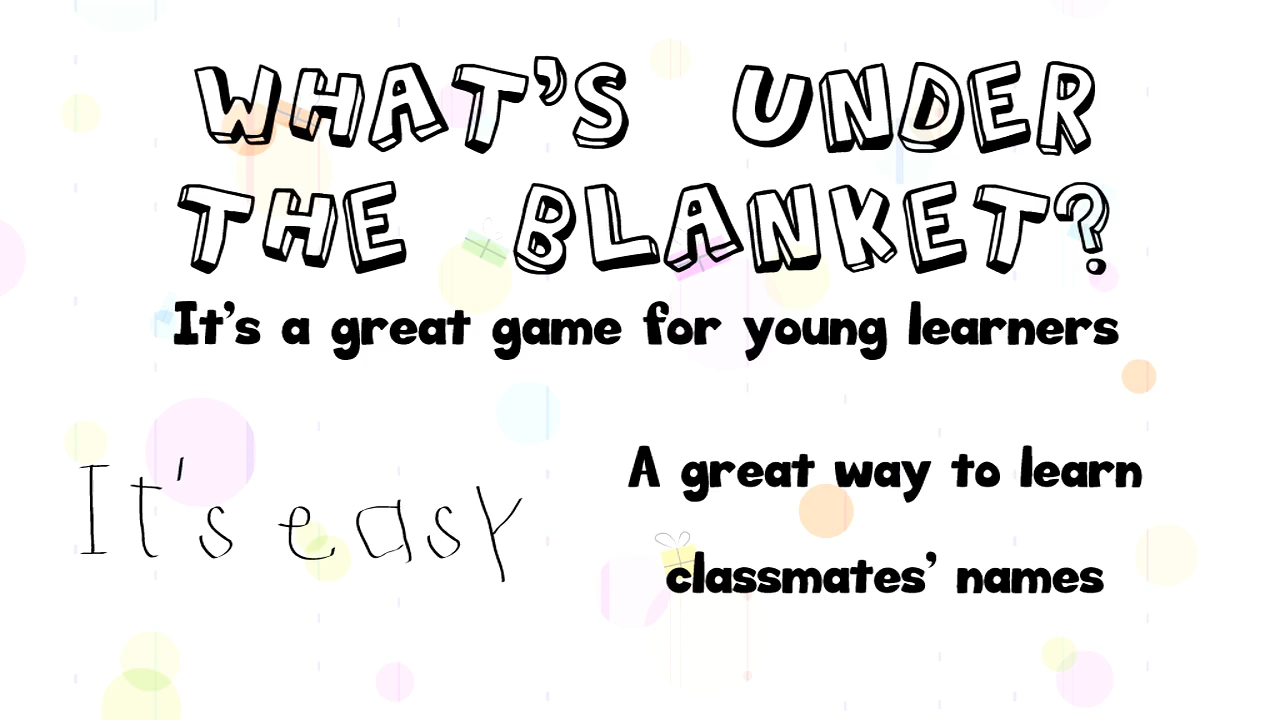 WHAT'S UNDER
THE BLANKET?
It's a great game for young learners
It's easy
A great way to learn
classmates' names